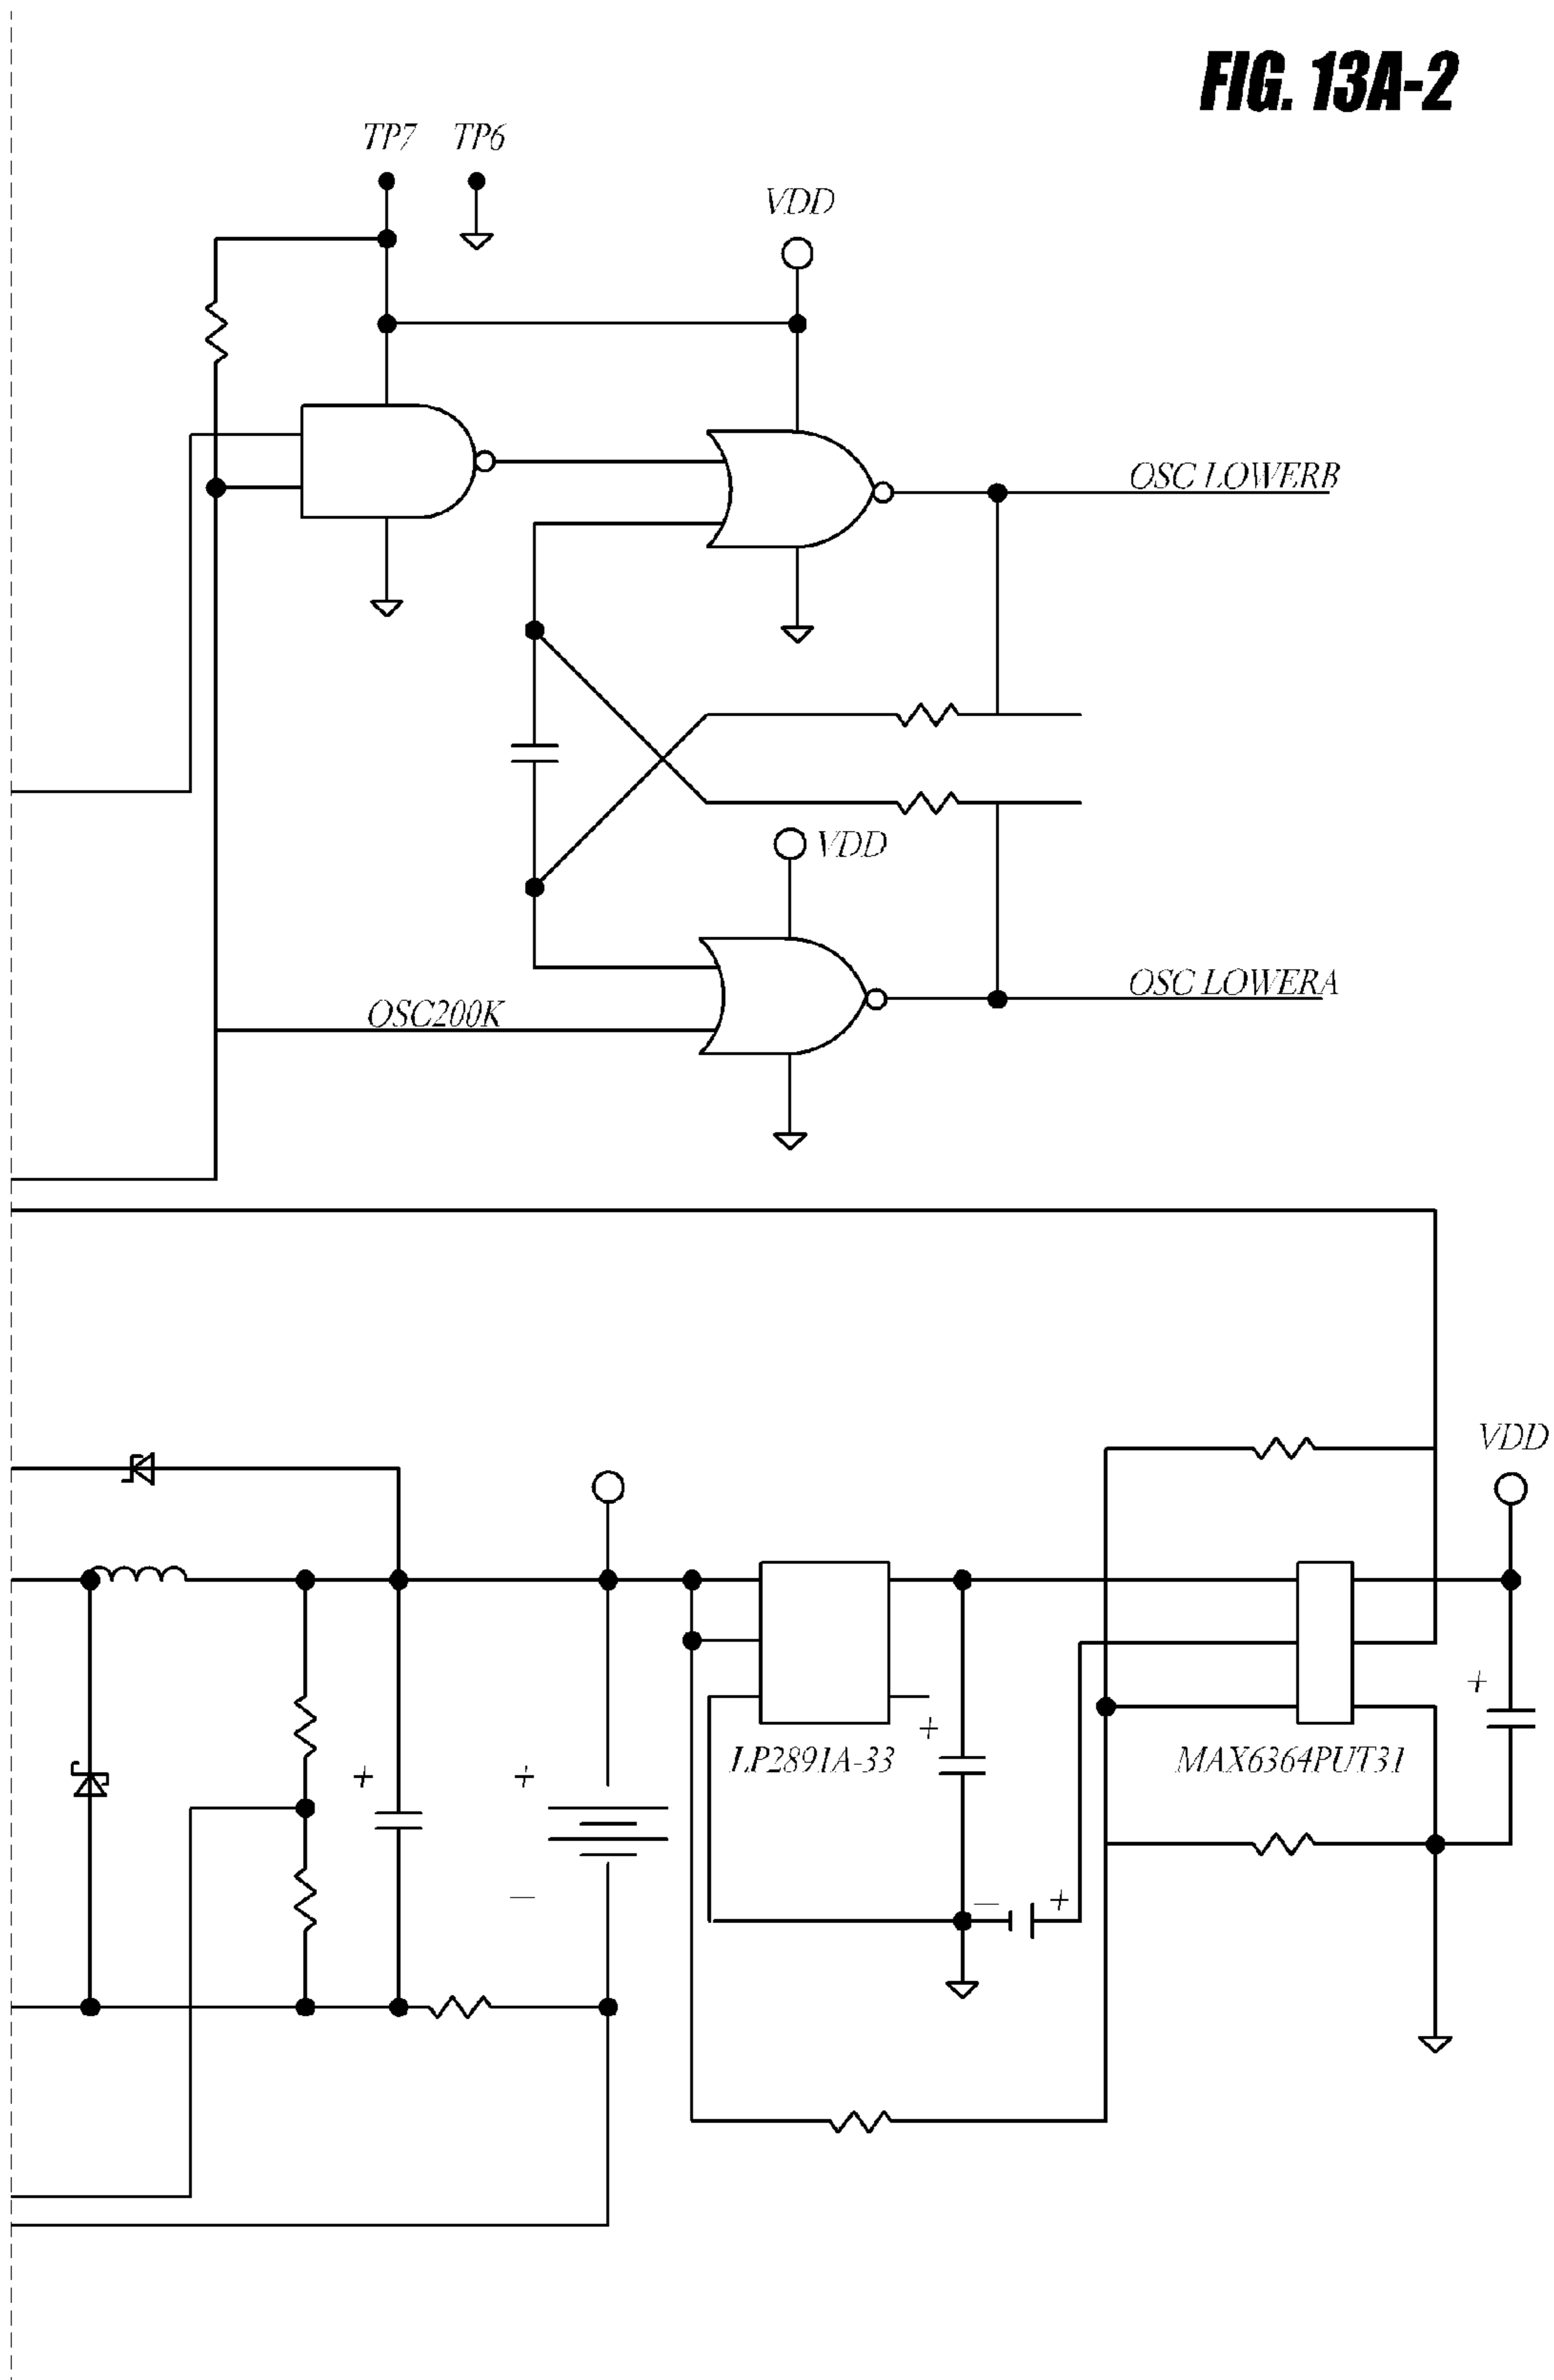 FIG. 13A-2
TP7 TP6
VDD
OSC LOWERB
VDD
OSC LOWERA
OSC200K
VDD
+
+ +
+
LP2891A-33 MAX6364PUT31
− − +